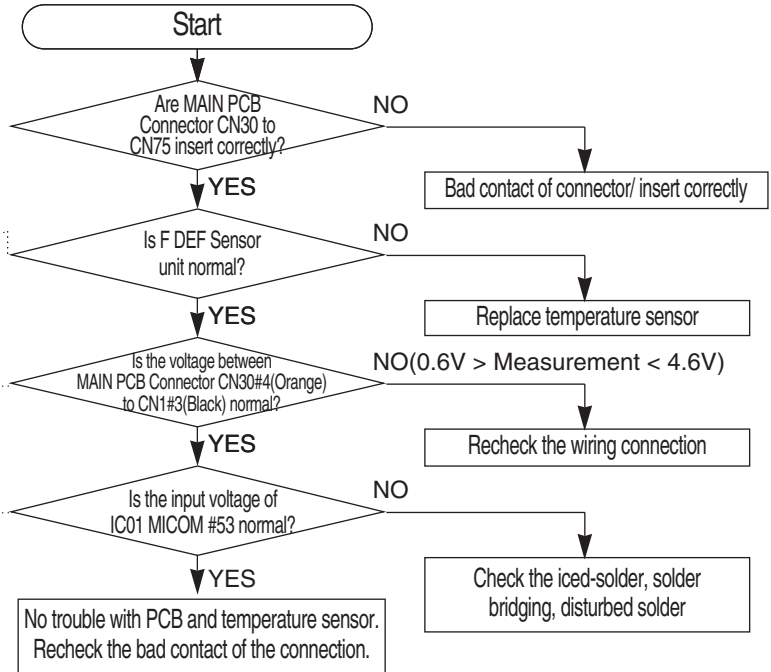 Start
Are MAIN PCB
Connector CN30 to
CN75 insert correctly?
NO
Bad contact of connector/ insert correctly
YES
Is F DEF Sensor
unit normal?
NO
Replace temperature sensor
YES
Is the voltage between
MAIN PCB Connector CN30#4(Orange)
to CN1#3(Black) normal?
NO(0.6V > Measurement < 4.6V)
Recheck the wiring connection
YES
Is the input voltage of
IC01 MICOM #53 normal?
NO
Check the iced-solder, solder
bridging, disturbed solder
YES
No trouble with PCB and temperature sensor.
Recheck the bad contact of the connection.